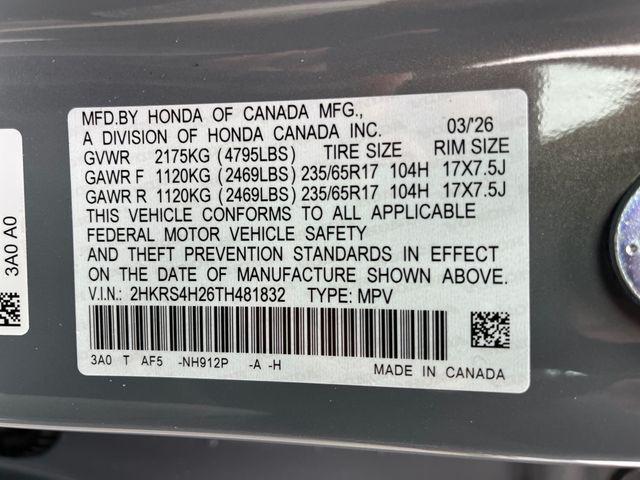 MFD.BY HONDA OF CANADA MFG.,
A DIVISION OF HONDA CANADA INC. 03/'26
GVWR 2175KG (4795LBS) TIRE SIZE RIM SIZE
GAWR F 1120KG (2469LBS) 235/65R17 104H 17X7.5J
GAWR R 1120KG (2469LBS) 235/65R17 104H 17X7.5J
THIS VEHICLE CONFORMS TO ALL APPLICABLE
FEDERAL MOTOR VEHICLE SAFETY
AND THEFT PREVENTION STANDARDS IN EFFECT
ON THE DATE OF MANUFACTURE SHOWN ABOVE.
V.I.N.: 2HKRS4H26TH481832 TYPE: MPV
3A0 T AF5 -NH912P -A -H MADE IN CANADA
3A0 A0